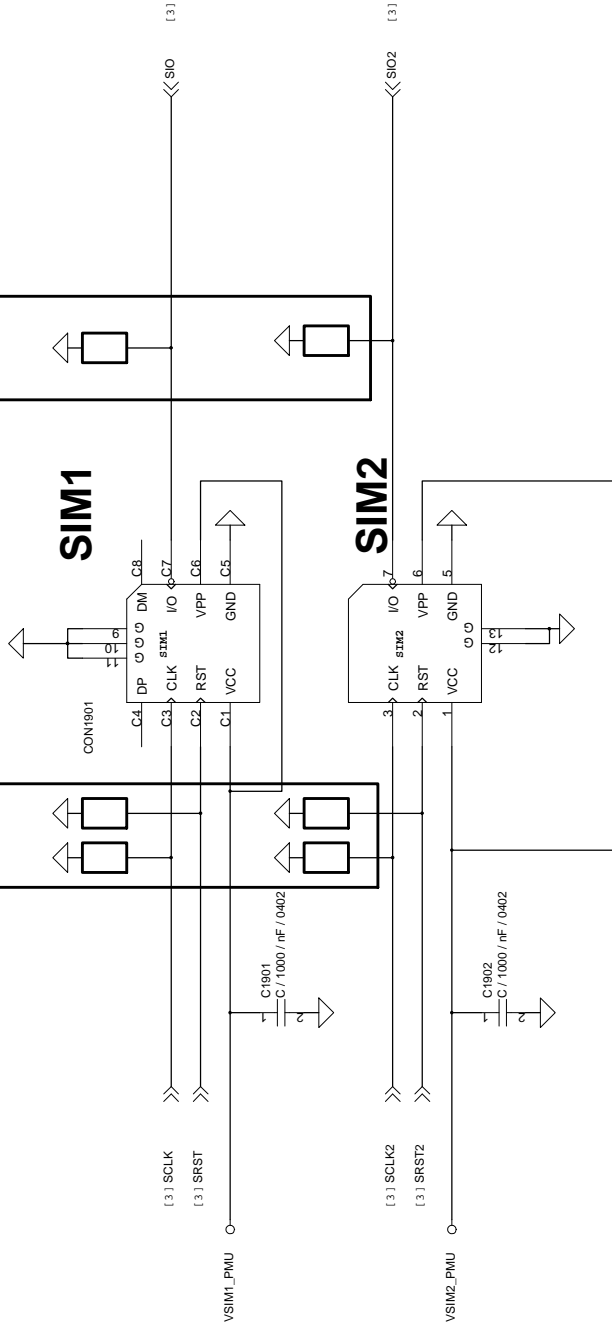 [3]
SIO
[3]
SIO2
SIM1
C8
C7
C6
C5
DM
I/O
VPP
GND
9
10
11
G
G
G
SIM1
DP
CLK
RST
VCC
C4
C3
C2
C1
CON1901
SIM2
7
6
5
I/O
VPP
GND
SIM2
G
G
13
12
CLK
RST
VCC
3
2
1
C1901
C / 1000 / nF / 0402
1
2
C1902
C / 1000 / nF / 0402
1
2
[3] SCLK
[3] SRST
VSIM1_PMU
[3] SCLK2
[3] SRST2
VSIM2_PMU